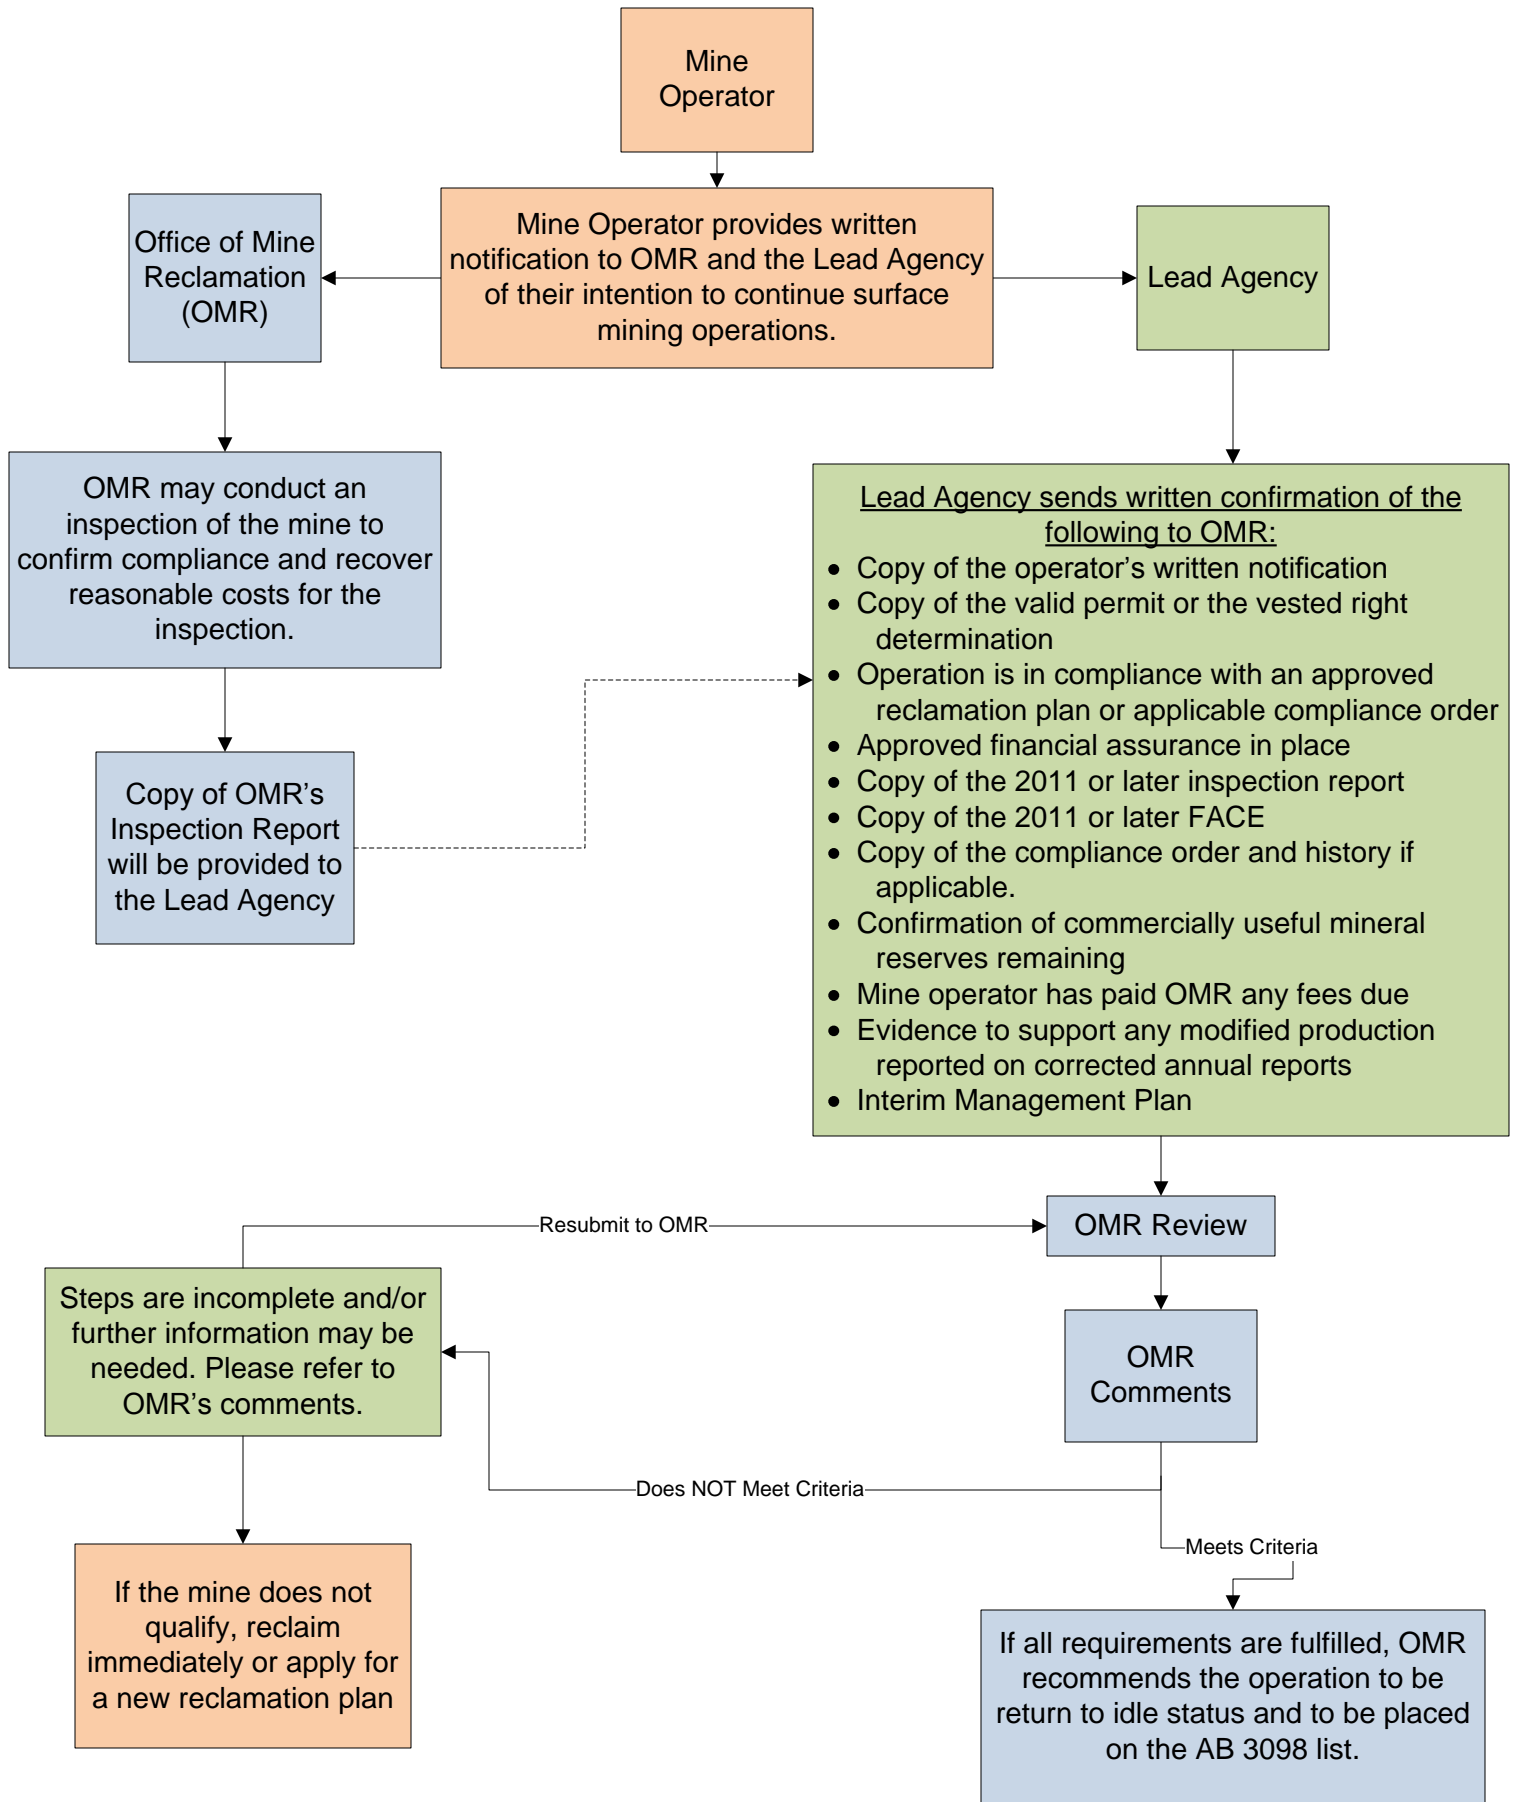 Mine
Operator
Mine Operator provides written
notification to OMR and the Lead Agency
of their intention to continue surface
mining operations.
Office of Mine
Reclamation
(OMR)
Lead Agency
OMR may conduct an
inspection of the mine to
confirm compliance and recover
reasonable costs for the
inspection.
Copy of OMR’s
Inspection Report
will be provided to
the Lead Agency
Lead Agency sends written confirmation of the
following to OMR:
• Copy of the operator’s written notification
• Copy of the valid permit or the vested right
determination
• Operation is in compliance with an approved
reclamation plan or applicable compliance order
• Approved financial assurance in place
• Copy of the 2011 or later inspection report
• Copy of the 2011 or later FACE
• Copy of the compliance order and history if
applicable.
• Confirmation of commercially useful mineral
reserves remaining
• Mine operator has paid OMR any fees due
• Evidence to support any modified production
reported on corrected annual reports
• Interim Management Plan
Resubmit to OMR
OMR Review
Steps are incomplete and/or
further information may be
needed. Please refer to
OMR’s comments.
OMR
Comments
Does NOT Meet Criteria
Meets Criteria
If the mine does not
qualify, reclaim
immediately or apply for
a new reclamation plan
If all requirements are fulfilled, OMR
recommends the operation to be
return to idle status and to be placed
on the AB 3098 list.